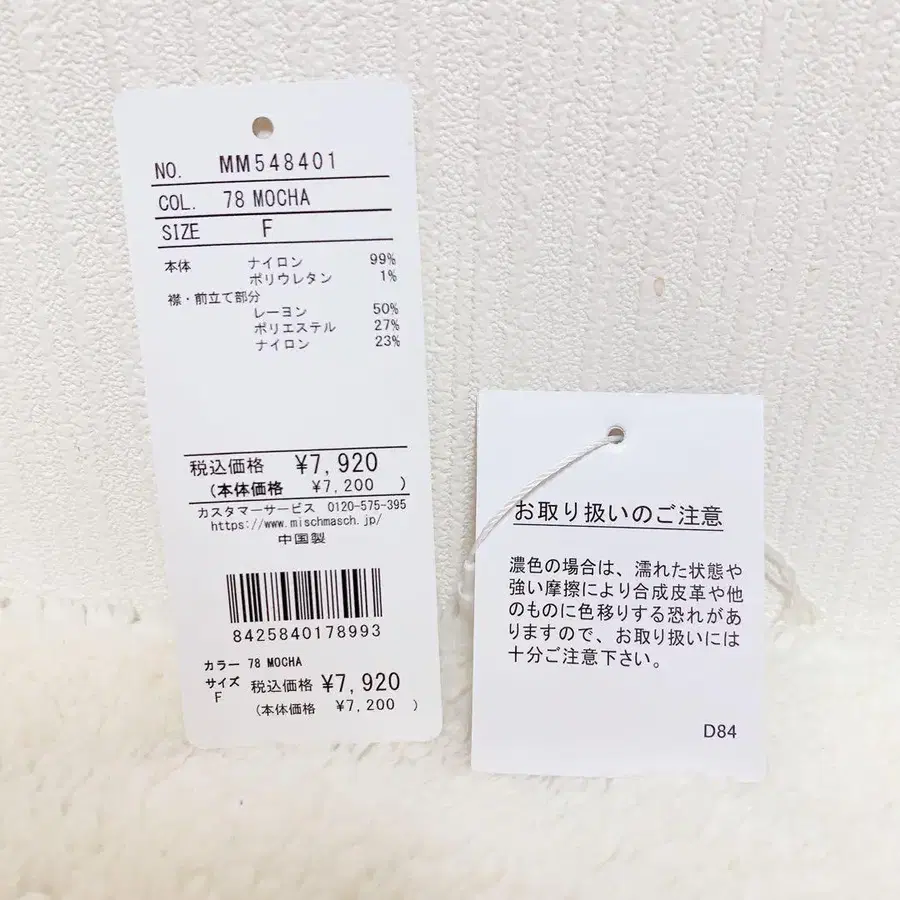 NO. MM548401
COL. 78 MOCHA
SIZE F
本体 ナイロン 99%
ポリウレタン 1%
襟・前立て部分
レーヨン 50%
ポリエステル 27%
ナイロン 23%
税込価格 ¥7,920
(本体価格 ¥7,200 )
カスタマーサービス 0120-575-395
https://www.mischmasch.jp/
中国製
8425840178993
カラー 78 MOCHA
サイズ F 税込価格 ¥7,920
(本体価格 ¥7,200 )
お取り扱いのご注意
濃色の場合は、濡れた状態や
強い摩擦により合成皮革や他
のものに色移りする恐れがあ
りますので、お取り扱いには
十分ご注意下さい。
D84